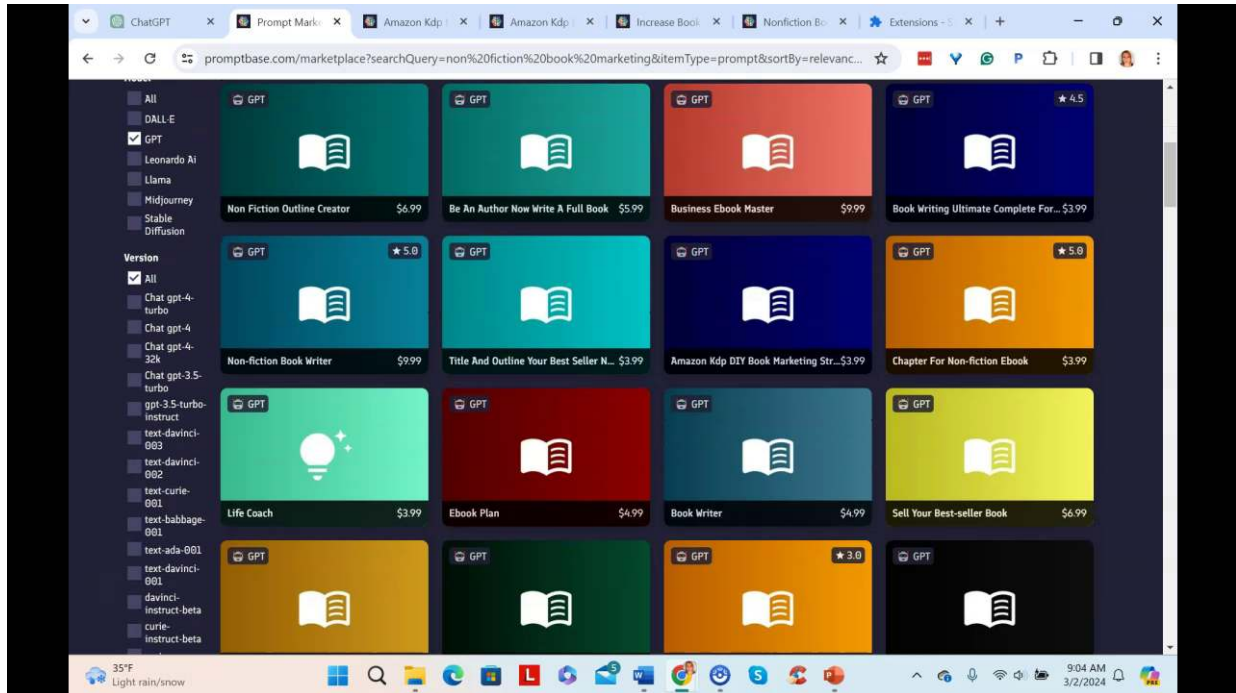 ChatGPT
Prompt Marke
Amazon Kdp
Amazon Kdp
Increase Book
Nonfiction Bo
Extensions - S
promptbase.com/marketplace?searchQuery=non%20fiction%20book%20marketing&itemType=prompt&sortBy=relevanc...
All
DALL·E
GPT
Leonardo Ai
Llama
Midjourney
Stable
Diffusion
Version
All
Chat gpt-4-
turbo
Chat gpt-4
Chat gpt-4-
32k
Chat gpt-3.5-
turbo
gpt-3.5-turbo-
instruct
text-davinci-
003
text-davinci-
002
text-curie-
001
text-babbage-
001
text-ada-001
text-davinci-
001
davinci-
instruct-beta
curie-
instruct-beta
GPT
Non Fiction Outline Creator $6.99
GPT
Be An Author Now Write A Full Book $5.99
GPT
Business Ebook Master $9.99
GPT ★ 4.5
Book Writing Ultimate Complete For... $3.99
GPT ★ 5.0
Non-fiction Book Writer $9.99
GPT
Title And Outline Your Best Seller N... $3.99
GPT
Amazon Kdp DIY Book Marketing Str... $3.99
GPT ★ 5.0
Chapter For Non-fiction Ebook $3.99
GPT
Life Coach $3.99
GPT
Ebook Plan $4.99
GPT
Book Writer $4.99
GPT
Sell Your Best-seller Book $6.99
GPT
GPT
GPT ★ 3.0
GPT
35°F
Light rain/snow
9:04 AM
3/2/2024